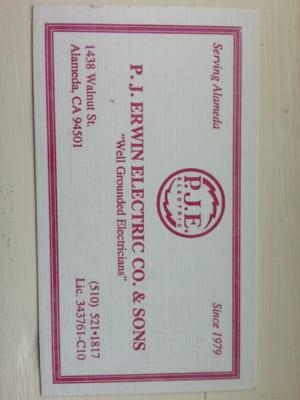 Serving Alameda
Since 1979
P.J.E.
ELECTRIC
P. J. ERWIN ELECTRIC CO. & SONS
"Well Grounded Electricians"
1438 Walnut St.
Alameda, CA 94501
(510) 521•1817
Lic. 343761-C10